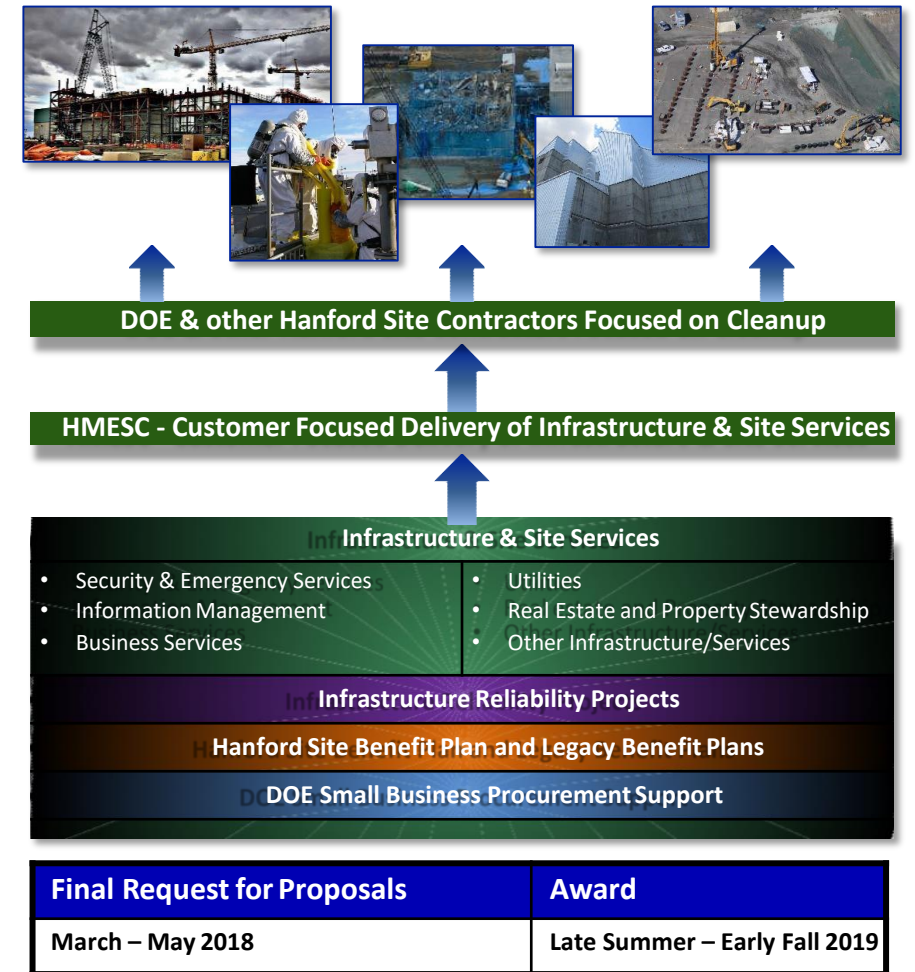 DOE & other Hanford Site Contractors Focused on Cleanup
HMESC - Customer Focused Delivery of Infrastructure & Site Services
Infrastructure & Site Services
• Security & Emergency Services
• Information Management
• Business Services
• Utilities
• Real Estate and Property Stewardship
• Other Infrastructure/Services
Infrastructure Reliability Projects
Hanford Site Benefit Plan and Legacy Benefit Plans
DOE Small Business Procurement Support
Final Request for Proposals Award
March – May 2018 Late Summer – Early Fall 2019